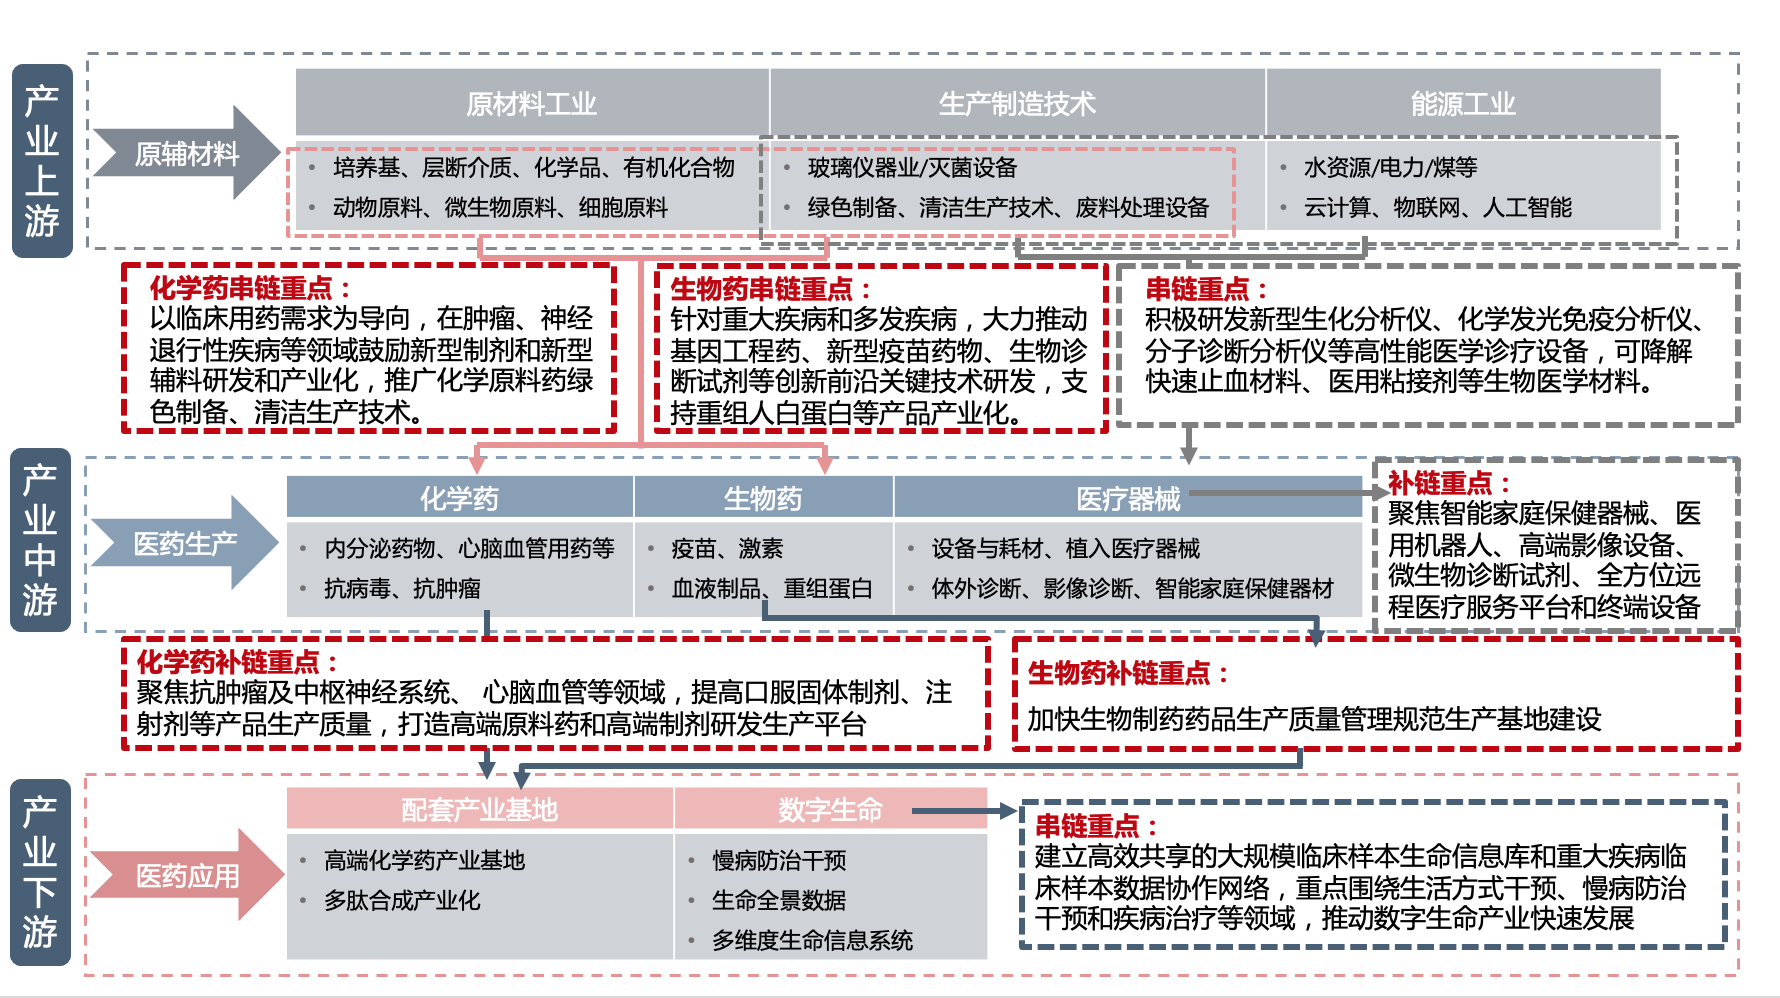 产业上游
原辅材料
原材料工业
生产制造技术
能源工业
• 培养基、层断介质、化学品、有机化合物
• 动物原料、微生物原料、细胞原料
• 玻璃仪器业/灭菌设备
• 绿色制备、清洁生产技术、废料处理设备
• 水资源/电力/煤等
• 云计算、物联网、人工智能
化学药串链重点：
以临床用药需求为导向，在肿瘤、神经
退行性疾病等领域鼓励新型制剂和新型
辅料研发和产业化，推广化学原料药绿
色制备、清洁生产技术。
生物药串链重点：
针对重大疾病和多发疾病，大力推动
基因工程药、新型疫苗药物、生物诊
断试剂等创新前沿关键技术研发，支
持重组人白蛋白等产品产业化。
串链重点：
积极研发新型生化分析仪、化学发光免疫分析仪、
分子诊断分析仪等高性能医学诊疗设备，可降解
快速止血材料、医用粘接剂等生物医学材料。
产业中游
医药生产
化学药
生物药
医疗器械
• 内分泌药物、心脑血管用药等
• 抗病毒、抗肿瘤
• 疫苗、激素
• 血液制品、重组蛋白
• 设备与耗材、植入医疗器械
• 体外诊断、影像诊断、智能家庭保健器材
补链重点：
聚焦智能家庭保健器械、医
用机器人、高端影像设备、
微生物诊断试剂、全方位远
程医疗服务平台和终端设备
化学药补链重点：
聚焦抗肿瘤及中枢神经系统、 心脑血管等领域，提高口服固体制剂、注
射剂等产品生产质量，打造高端原料药和高端制剂研发生产平台
生物药补链重点：
加快生物制药药品生产质量管理规范生产基地建设
产业下游
医药应用
配套产业基地
数字生命
• 高端化学药产业基地
• 多肽合成产业化
• 慢病防治干预
• 生命全景数据
• 多维度生命信息系统
串链重点：
建立高效共享的大规模临床样本生命信息库和重大疾病临
床样本数据协作网络，重点围绕生活方式干预、慢病防治
干预和疾病治疗等领域，推动数字生命产业快速发展